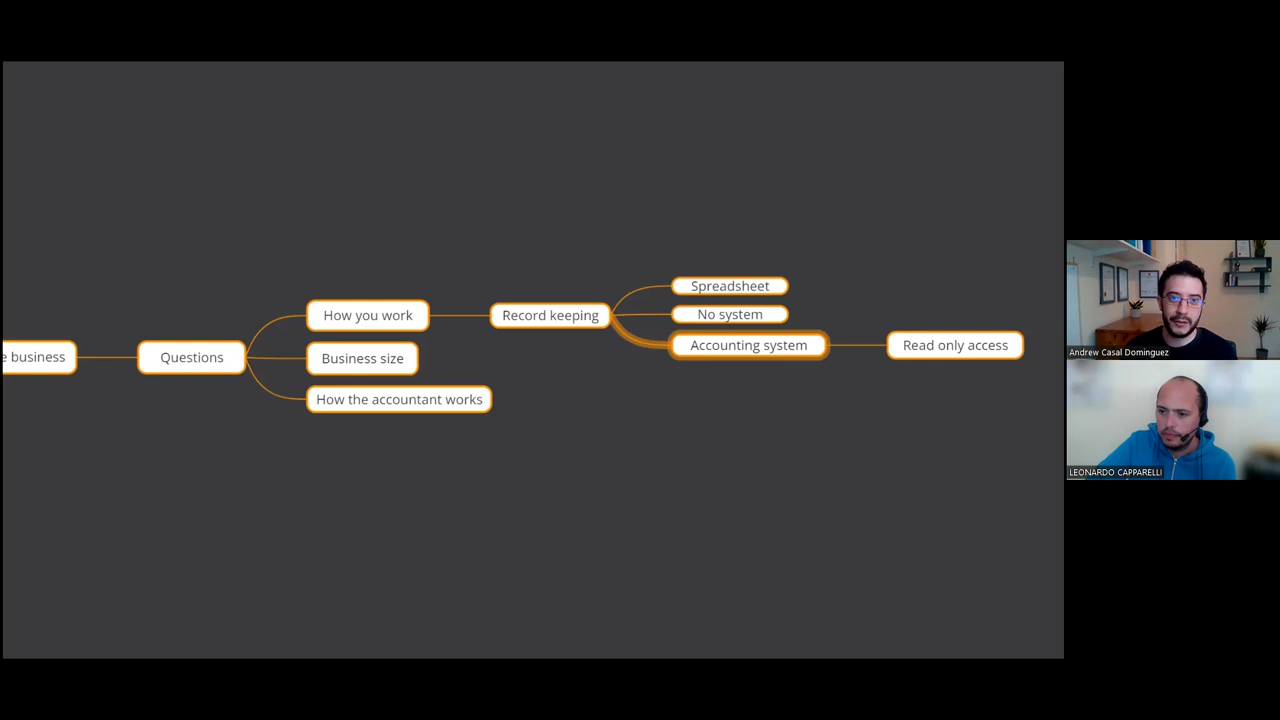 e business
Questions
How you work
Business size
How the accountant works
Record keeping
Spreadsheet
No system
Accounting system
Read only access
Andrew Casal Dominguez
LEONARDO CAPPARELLI